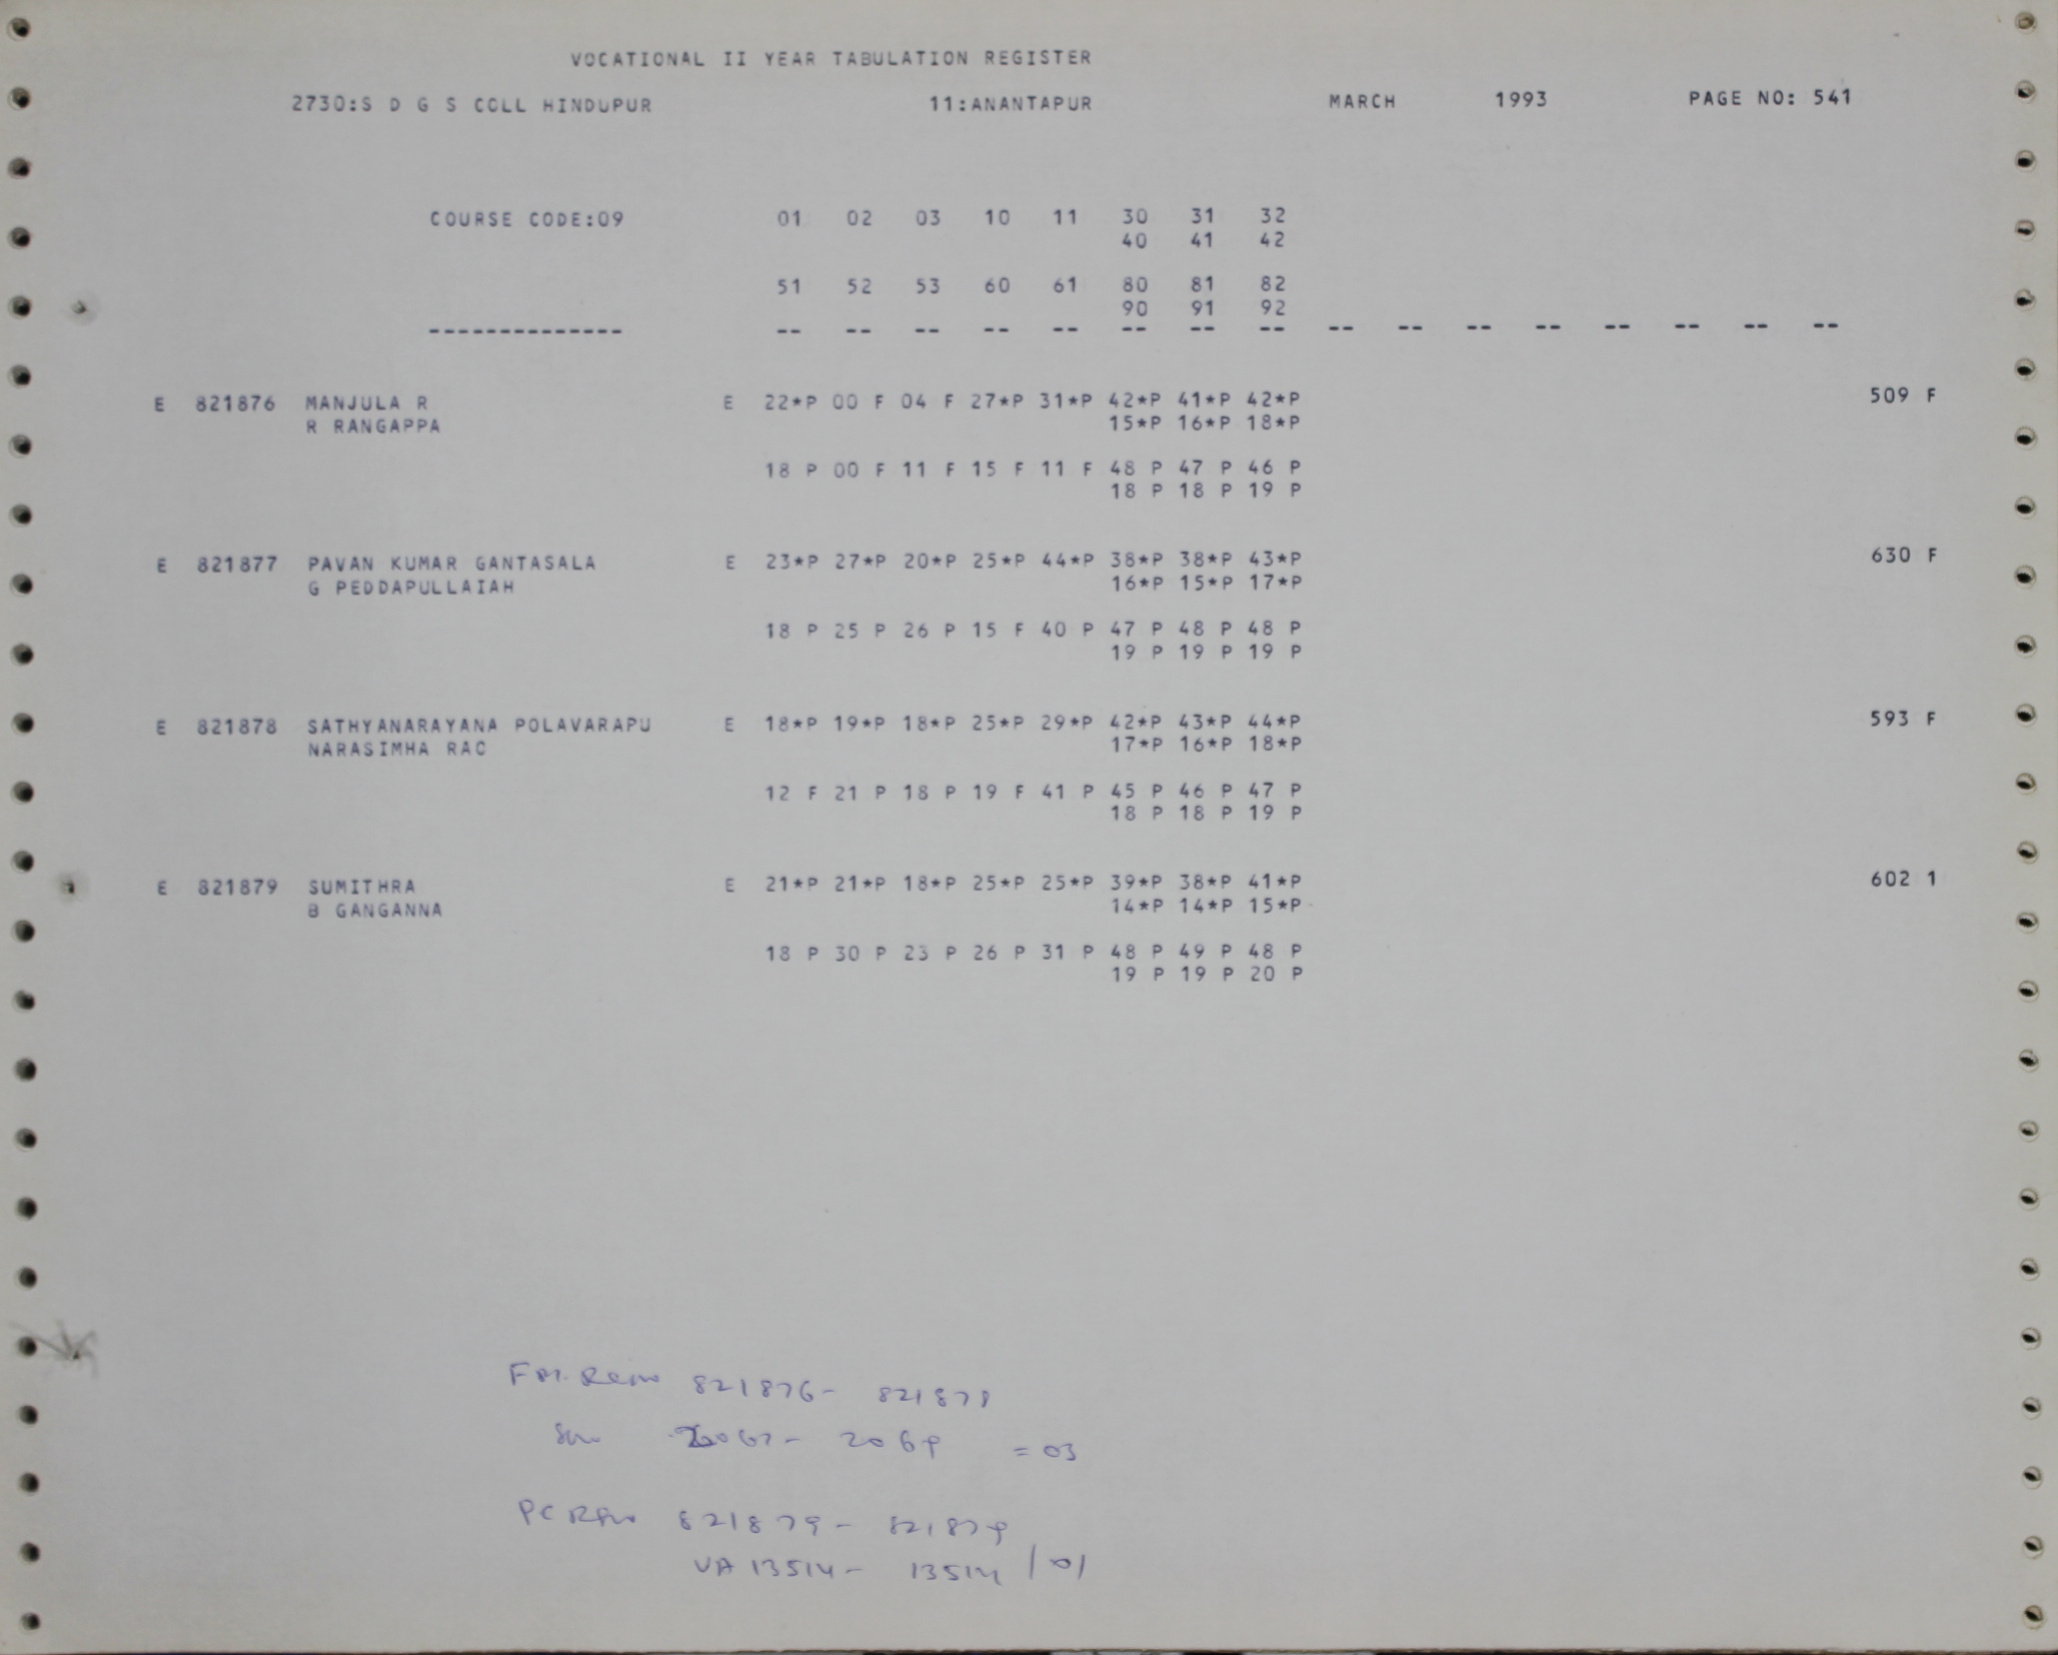 VOCATIONAL II YEAR TABULATION REGISTER
2730:S D G S COLL HINDUPUR 11:ANANTAPUR MARCH 1993 PAGE NO: 541
COURSE CODE:09 01 02 03 10 11 30 31 32
40 41 42
51 52 53 60 61 80 81 82
90 91 92
-------------- -- -- -- -- -- -- -- -- -- -- -- -- -- -- -- --
E 821876 MANJULA R E 22*P 00 F 04 F 27*P 31*P 42*P 41*P 42*P 509 F
R RANGAPPA 15*P 16*P 18*P
18 P 00 F 11 F 15 F 11 F 48 P 47 P 46 P
18 P 18 P 19 P
E 821877 PAVAN KUMAR GANTASALA E 23*P 27*P 20*P 25*P 44*P 38*P 38*P 43*P 630 F
G PEDDAPULLAIAH 16*P 15*P 17*P
18 P 25 P 26 P 15 F 40 P 47 P 48 P 48 P
19 P 19 P 19 P
E 821878 SATHYANARAYANA POLAVARAPU E 18*P 19*P 18*P 25*P 29*P 42*P 43*P 44*P 593 F
NARASIMHA RAO 17*P 16*P 18*P
12 F 21 P 18 P 19 F 41 P 45 P 46 P 47 P
18 P 18 P 19 P
E 821879 SUMITHRA E 21*P 21*P 18*P 25*P 25*P 39*P 38*P 41*P 602 1
B GANGANNA 14*P 14*P 15*P
18 P 30 P 23 P 26 P 31 P 48 P 49 P 48 P
19 P 19 P 20 P
821876 - 821878
= 03
PC 821879 - 821879
VA 13514 - 13514 / 01